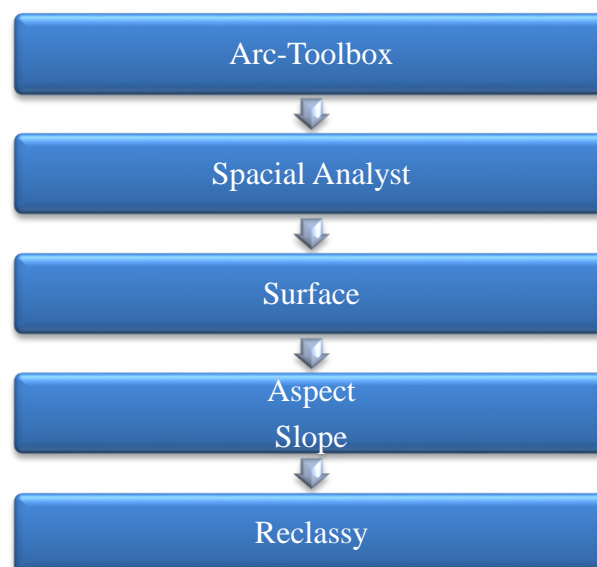 Arc-Toolbox
Spacial Analyst
Surface
Aspect
Slope
Reclassy